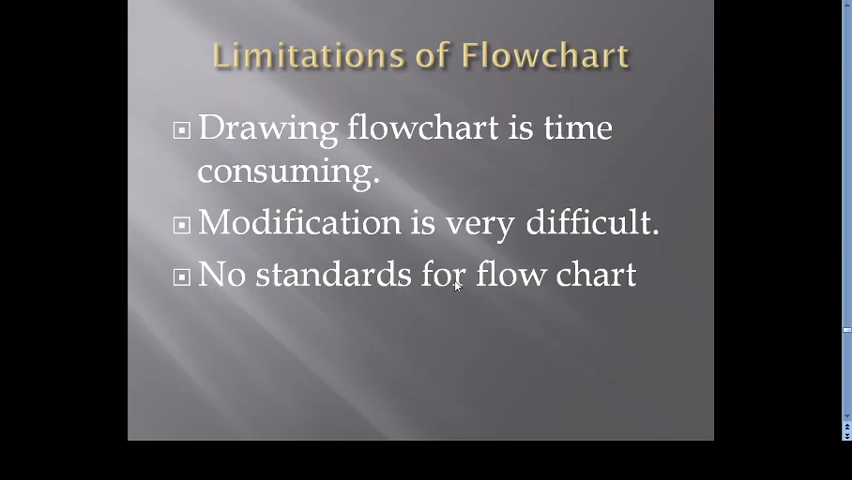 Limitations of Flowchart
Drawing flowchart is time
consuming.
Modification is very difficult.
No standards for flow chart